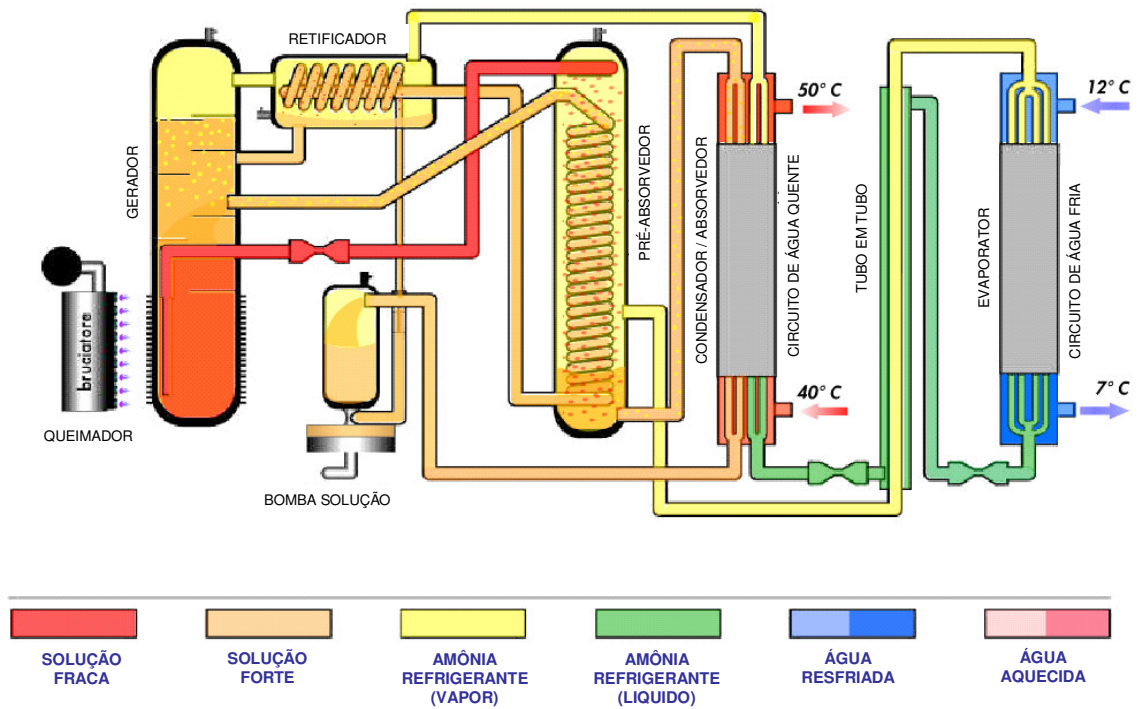 RETIFICADOR
GERADOR
PRÉ-ABSORVEDOR
CONDENSADOR / ABSORVEDOR
CIRCUITO DE ÁGUA QUENTE
TUBO EM TUBO
EVAPORATOR
CIRCUITO DE ÁGUA FRIA
50° C
12° C
40° C
7° C
bruciatore
QUEIMADOR
BOMBA SOLUÇÃO
SOLUÇÃO
FRACA
SOLUÇÃO
FORTE
AMÔNIA
REFRIGERANTE
(VAPOR)
AMÔNIA
REFRIGERANTE
(LIQUIDO)
ÁGUA
RESFRIADA
ÁGUA
AQUECIDA